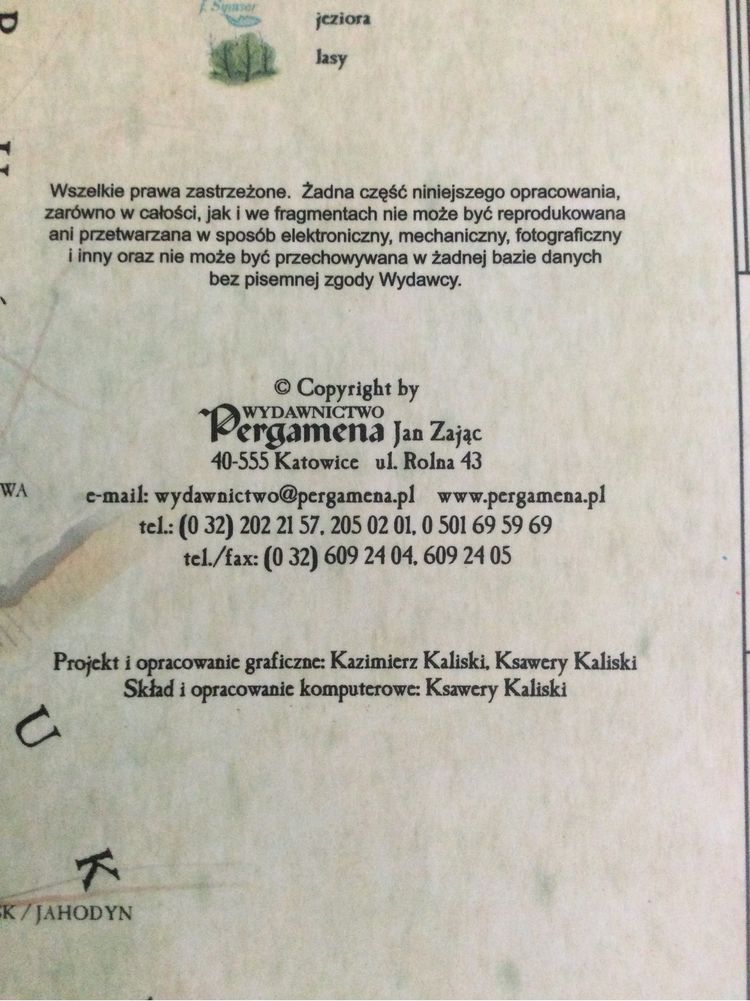 jeziora
lasy
Wszelkie prawa zastrzeżone. Żadna część niniejszego opracowania,
zarówno w całości, jak i we fragmentach nie może być reprodukowana
ani przetwarzana w sposób elektroniczny, mechaniczny, fotograficzny
i inny oraz nie może być przechowywana w żadnej bazie danych
bez pisemnej zgody Wydawcy.
© Copyright by
WYDAWNICTWO
Pergamena Jan Zając
40-555 Katowice ul. Rolna 43
WA
e-mail: wydawnictwo@pergamena.pl www.pergamena.pl
tel.: (0 32) 202 21 57, 205 02 01, 0 501 69 59 69
tel./fax: (0 32) 609 24 04, 609 24 05
Projekt i opracowanie graficzne: Kazimierz Kaliski, Ksawery Kaliski
Skład i opracowanie komputerowe: Ksawery Kaliski
U
K
SK/JAHODYN